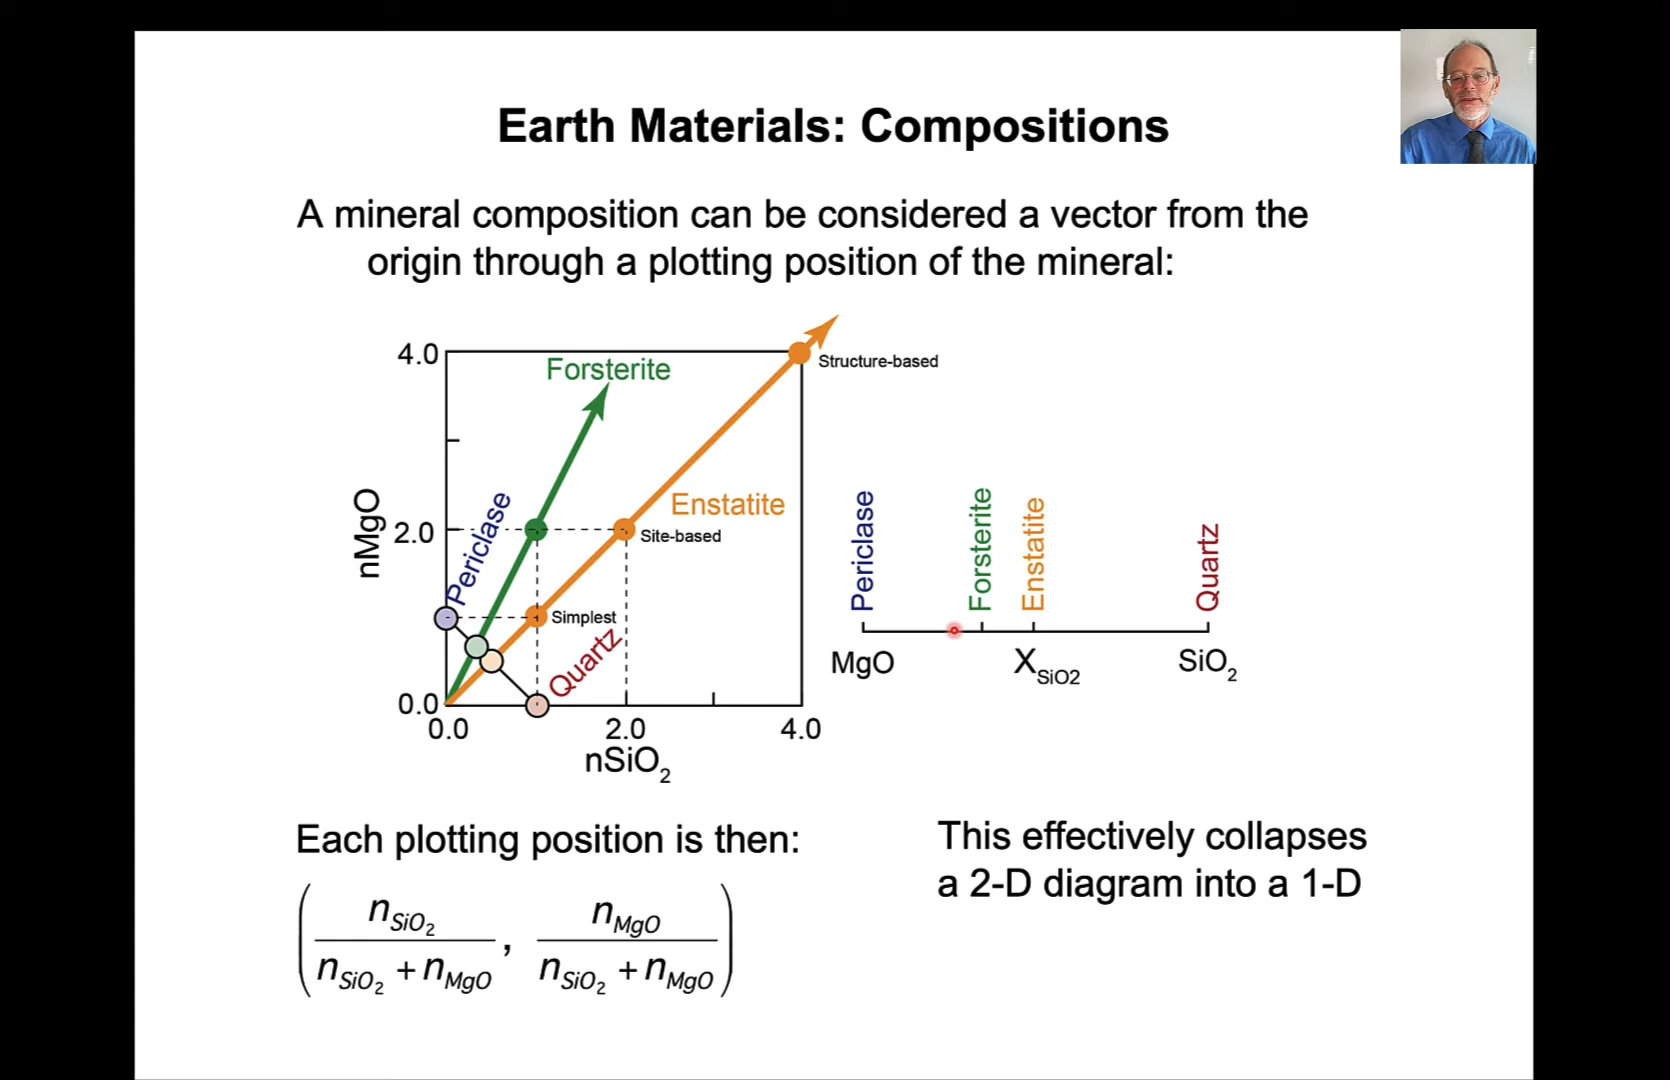 Earth Materials: Compositions
A mineral composition can be considered a vector from the
origin through a plotting position of the mineral:
4.0
Forsterite
Structure-based
Enstatite
nMgO
2.0
Periclase
Site-based
Simplest
Quartz
0.0
0.0
2.0
4.0
nSiO2
Periclase
Forsterite
Enstatite
Quartz
MgO
XSiO2
SiO2
Each plotting position is then:
( nSiO2 / nSiO2 + nMgO , nMgO / nSiO2 + nMgO )
This effectively collapses
a 2-D diagram into a 1-D